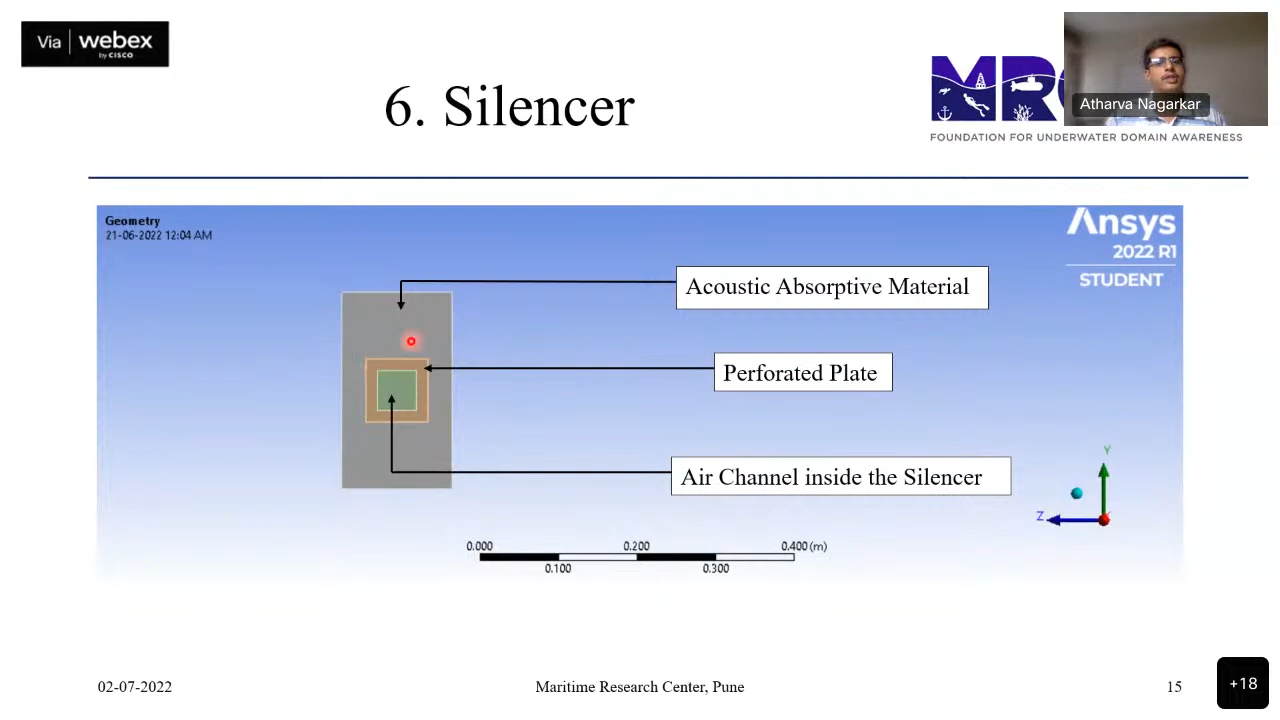 Via webex
by CISCO
6. Silencer
Atharva Nagarkar
FOUNDATION FOR UNDERWATER DOMAIN AWARENESS
Geometry
21-06-2022 12:04 AM
Ansys
2022 R1
STUDENT
Acoustic Absorptive Material
Perforated Plate
Air Channel inside the Silencer
Y
Z
0.000 0.200 0.400 (m)
0.100 0.300
02-07-2022 Maritime Research Center, Pune 15
+18